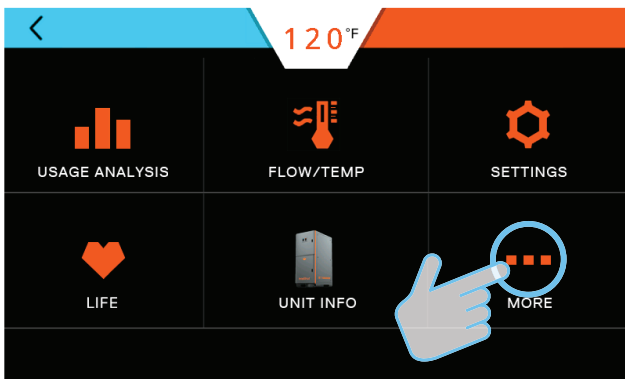 120°F
USAGE ANALYSIS
FLOW/TEMP
SETTINGS
LIFE
UNIT INFO
MORE